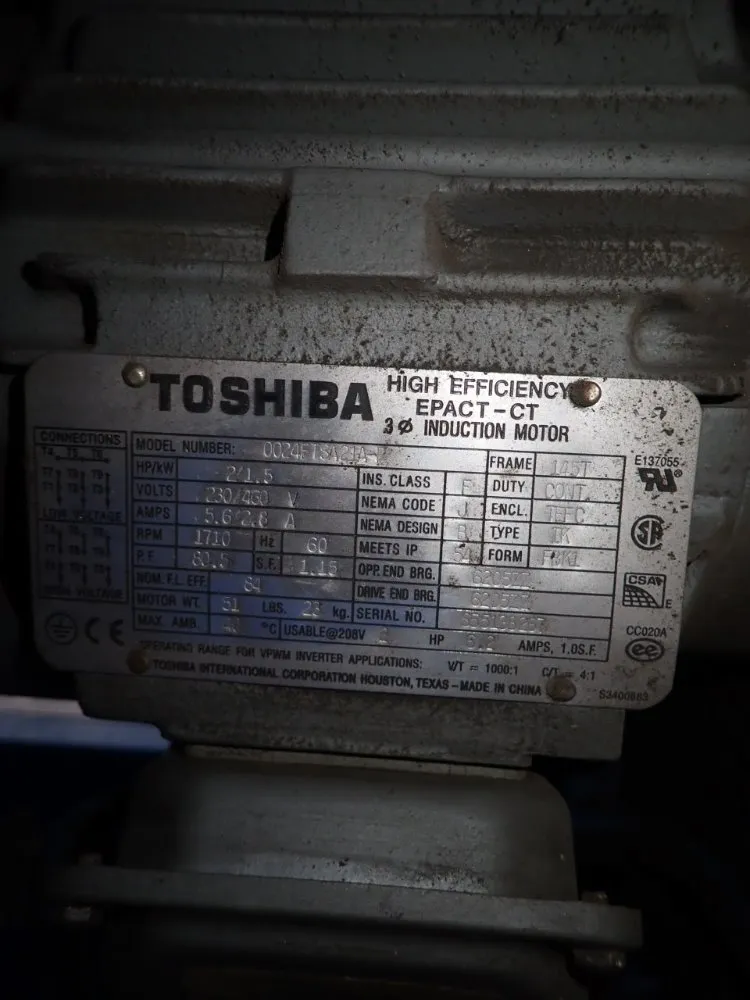 TOSHIBA
HIGH EFFICIENCY
EPACT-CT
3Ø INDUCTION MOTOR
CONNECTIONS
LOW VOLTAGE
HIGH VOLTAGE
MODEL NUMBER:
FRAME 145T
HP/kW 2/1.5 INS. CLASS F DUTY CONT.
VOLTS 230/460 V NEMA CODE J ENCL. TEFC
AMPS 5.6/2.8 A NEMA DESIGN B TYPE IK
RPM 1710 Hz 60 MEETS IP 54 FORM
P.F. 80.5 S.F. 1.15 OPP. END BRG.
NOM. F.L. EFF. 84 DRIVE END BRG.
MOTOR WT. 51 LBS. 23 kg. SERIAL NO.
MAX. AMB. °C USABLE@208V HP AMPS, 1.0S.F.
OPERATING RANGE FOR VPWM INVERTER APPLICATIONS: V/T = 1000:1 C/T = 4:1
TOSHIBA INTERNATIONAL CORPORATION HOUSTON, TEXAS - MADE IN CHINA
E137055
CSA
E
CC020A
ee
CE